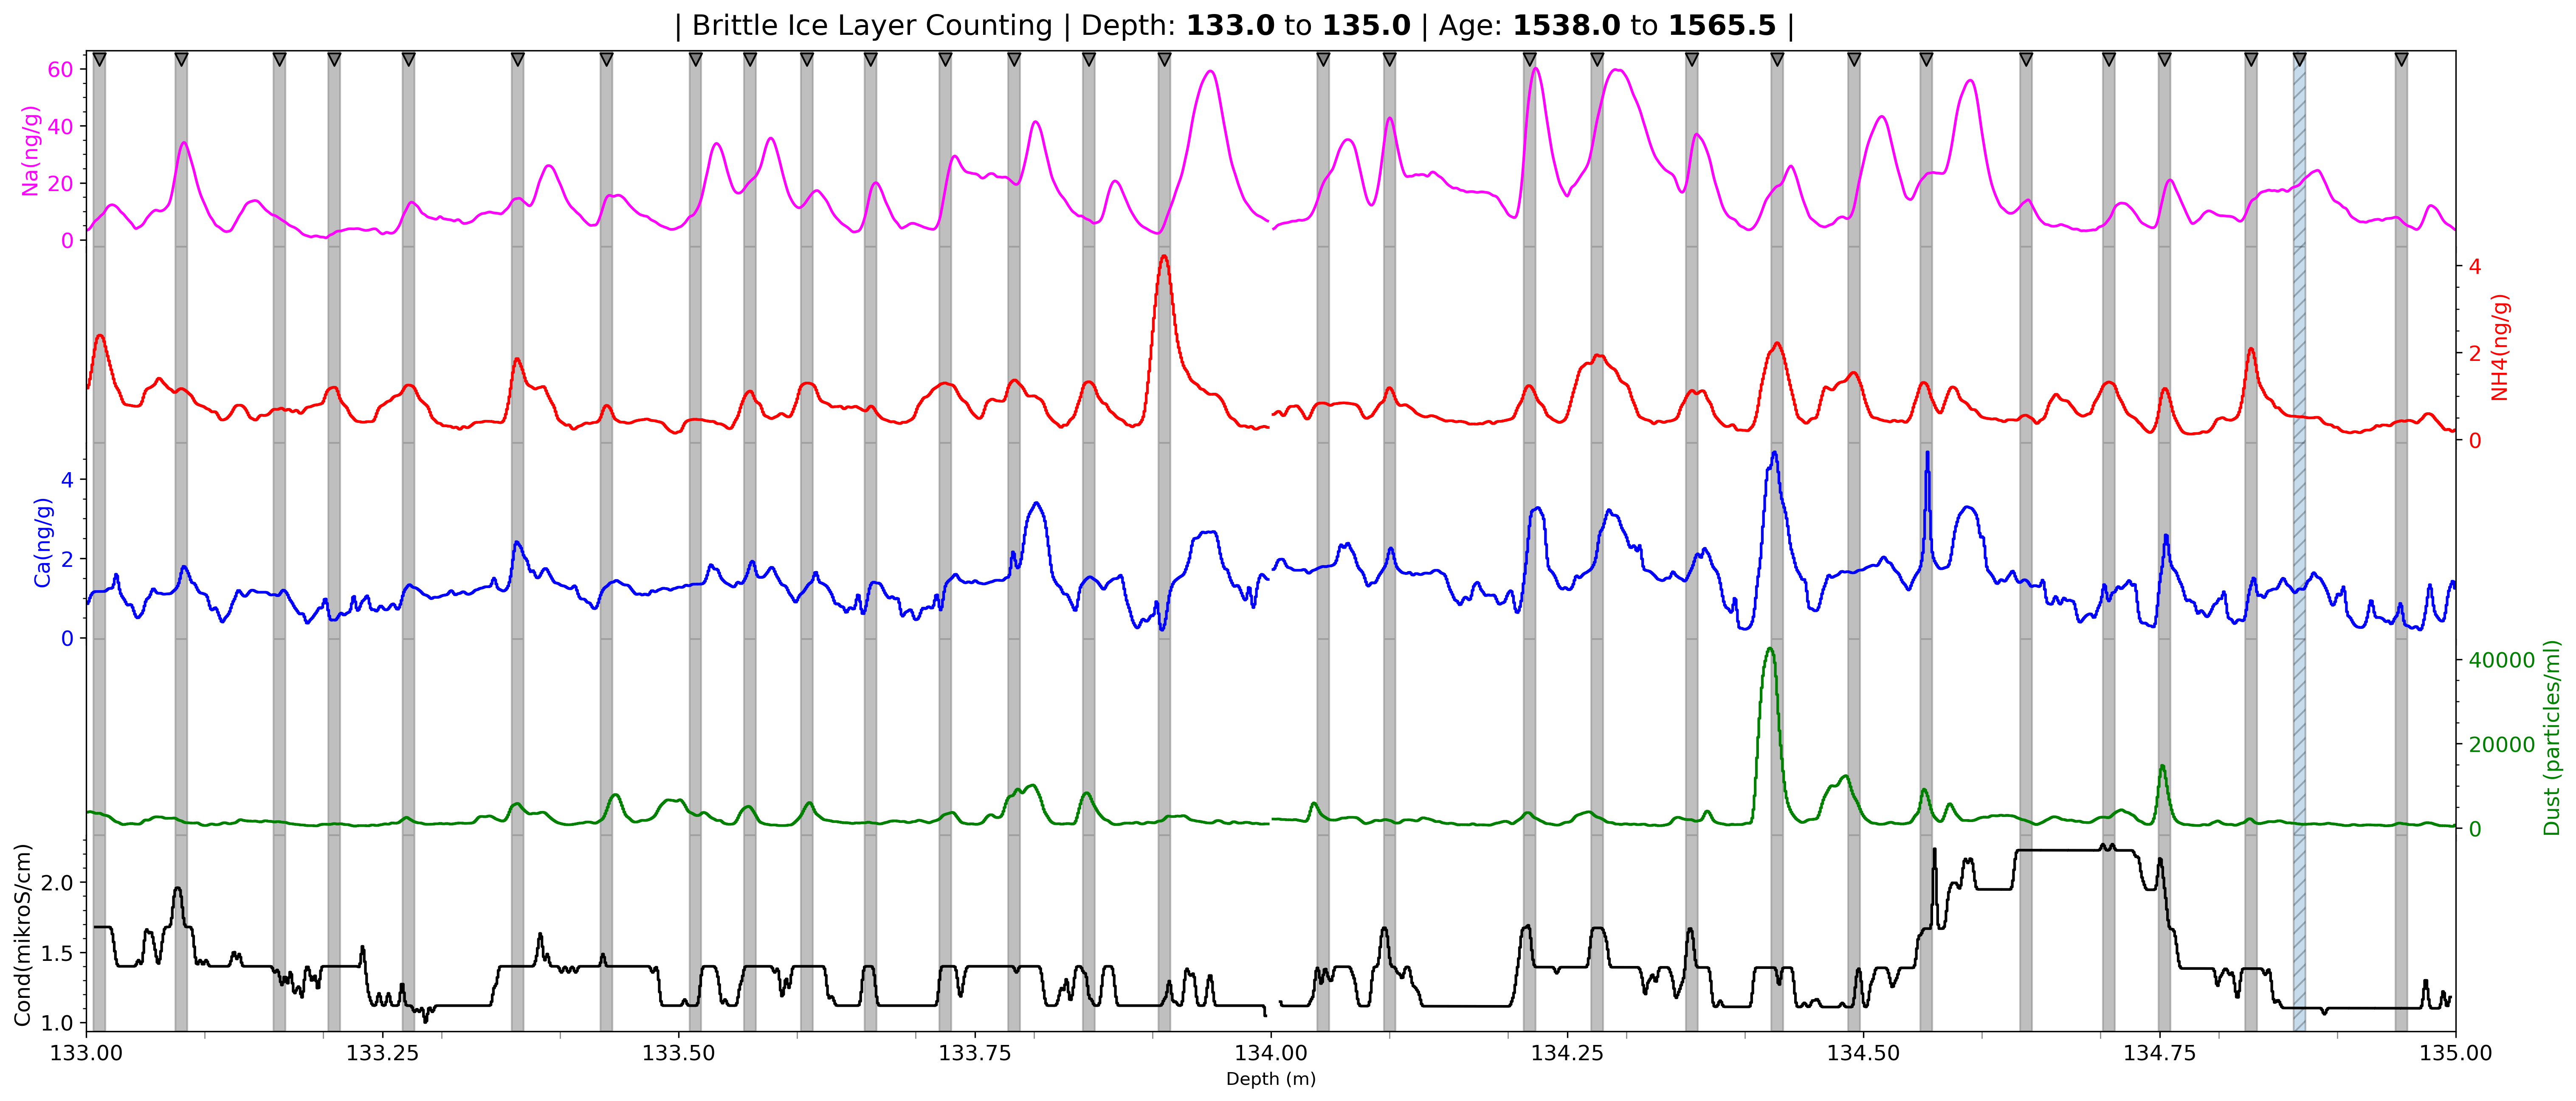 | Brittle Ice Layer Counting | Depth: 133.0 to 135.0 | Age: 1538.0 to 1565.5 |
Na(ng/g)
60
40
20
0
4
2
0
NH4(ng/g)
Ca(ng/g)
4
2
0
40000
20000
0
Dust (particles/ml)
Cond(mikroS/cm)
2.0
1.5
1.0
133.00 133.25 133.50 133.75 134.00 134.25 134.50 134.75 135.00
Depth (m)